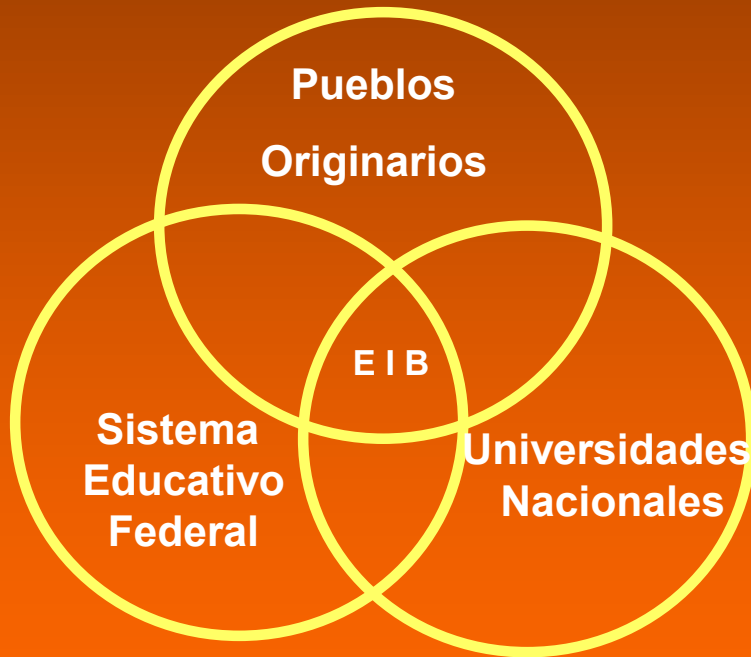 Pueblos
Originarios
E I B
Sistema
Educativo
Federal
Universidades
Nacionales